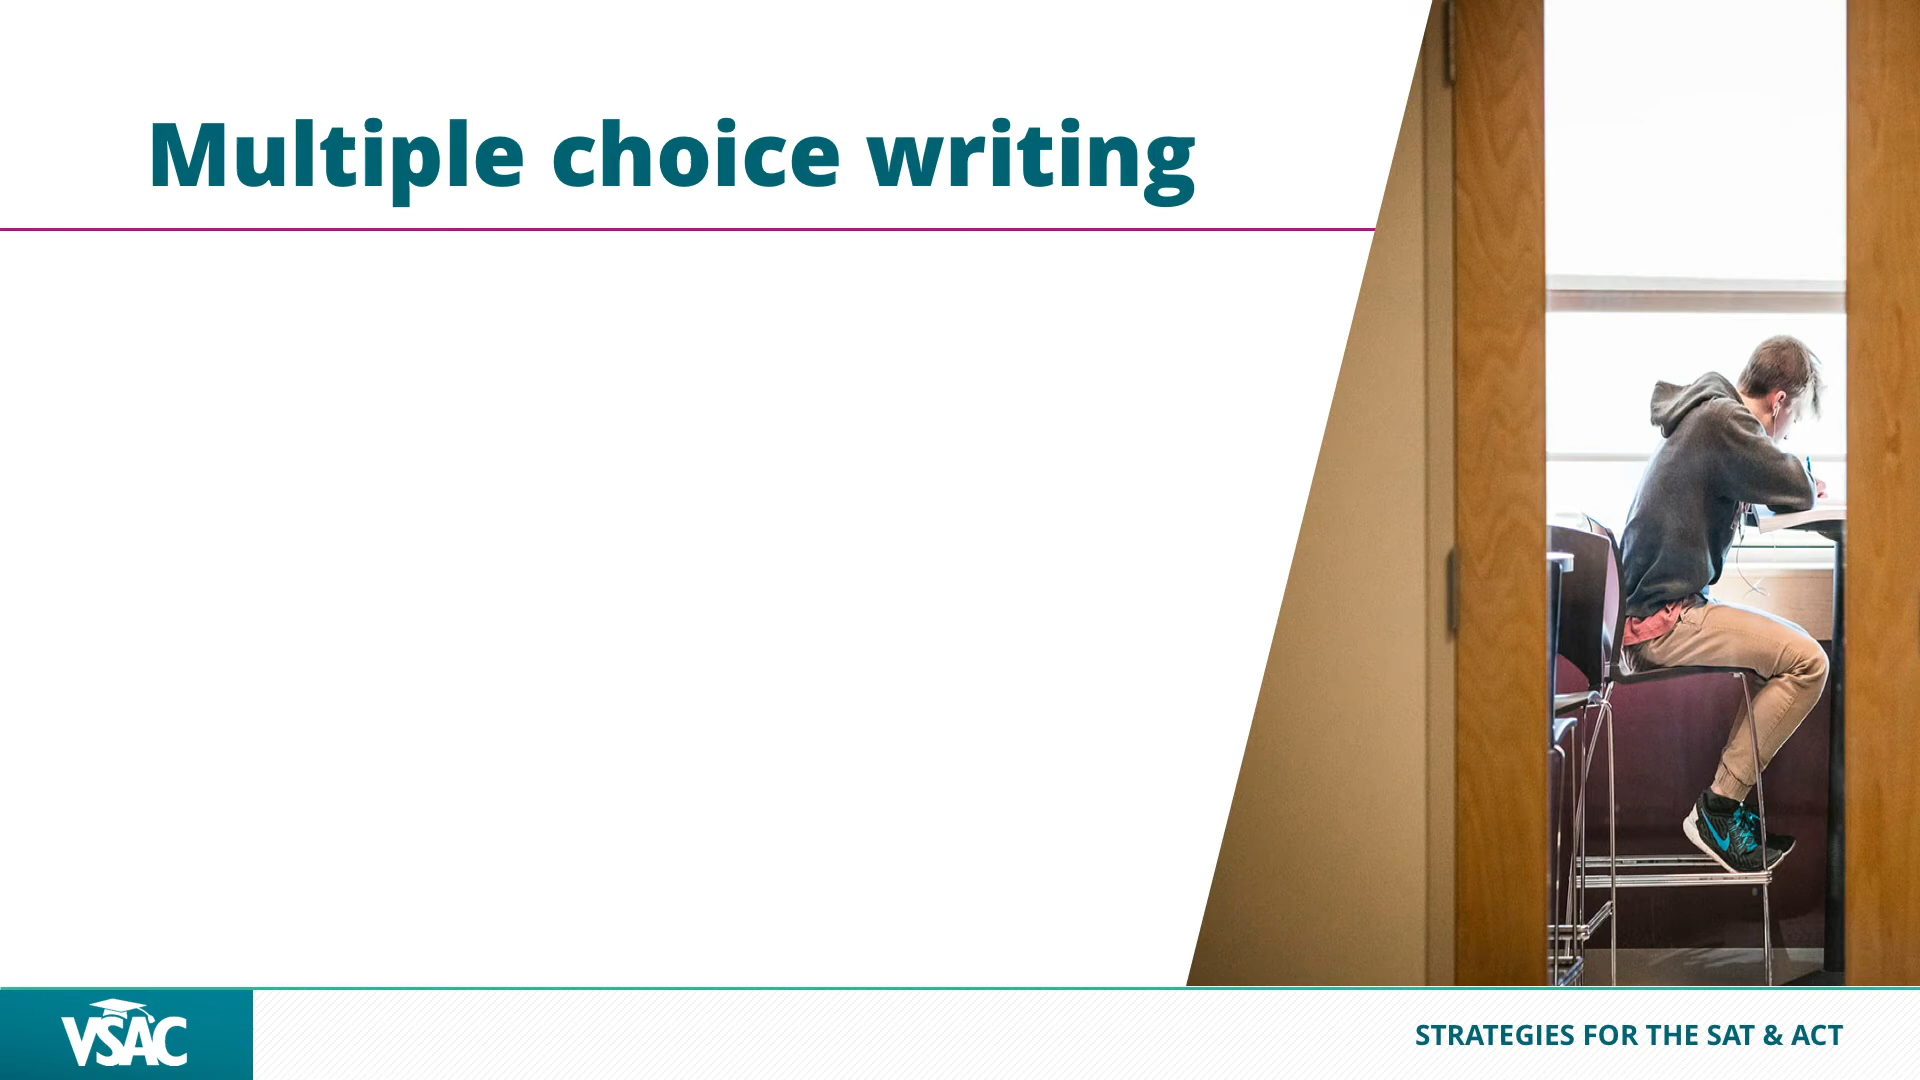 Multiple choice writing
VSAC
STRATEGIES FOR THE SAT & ACT